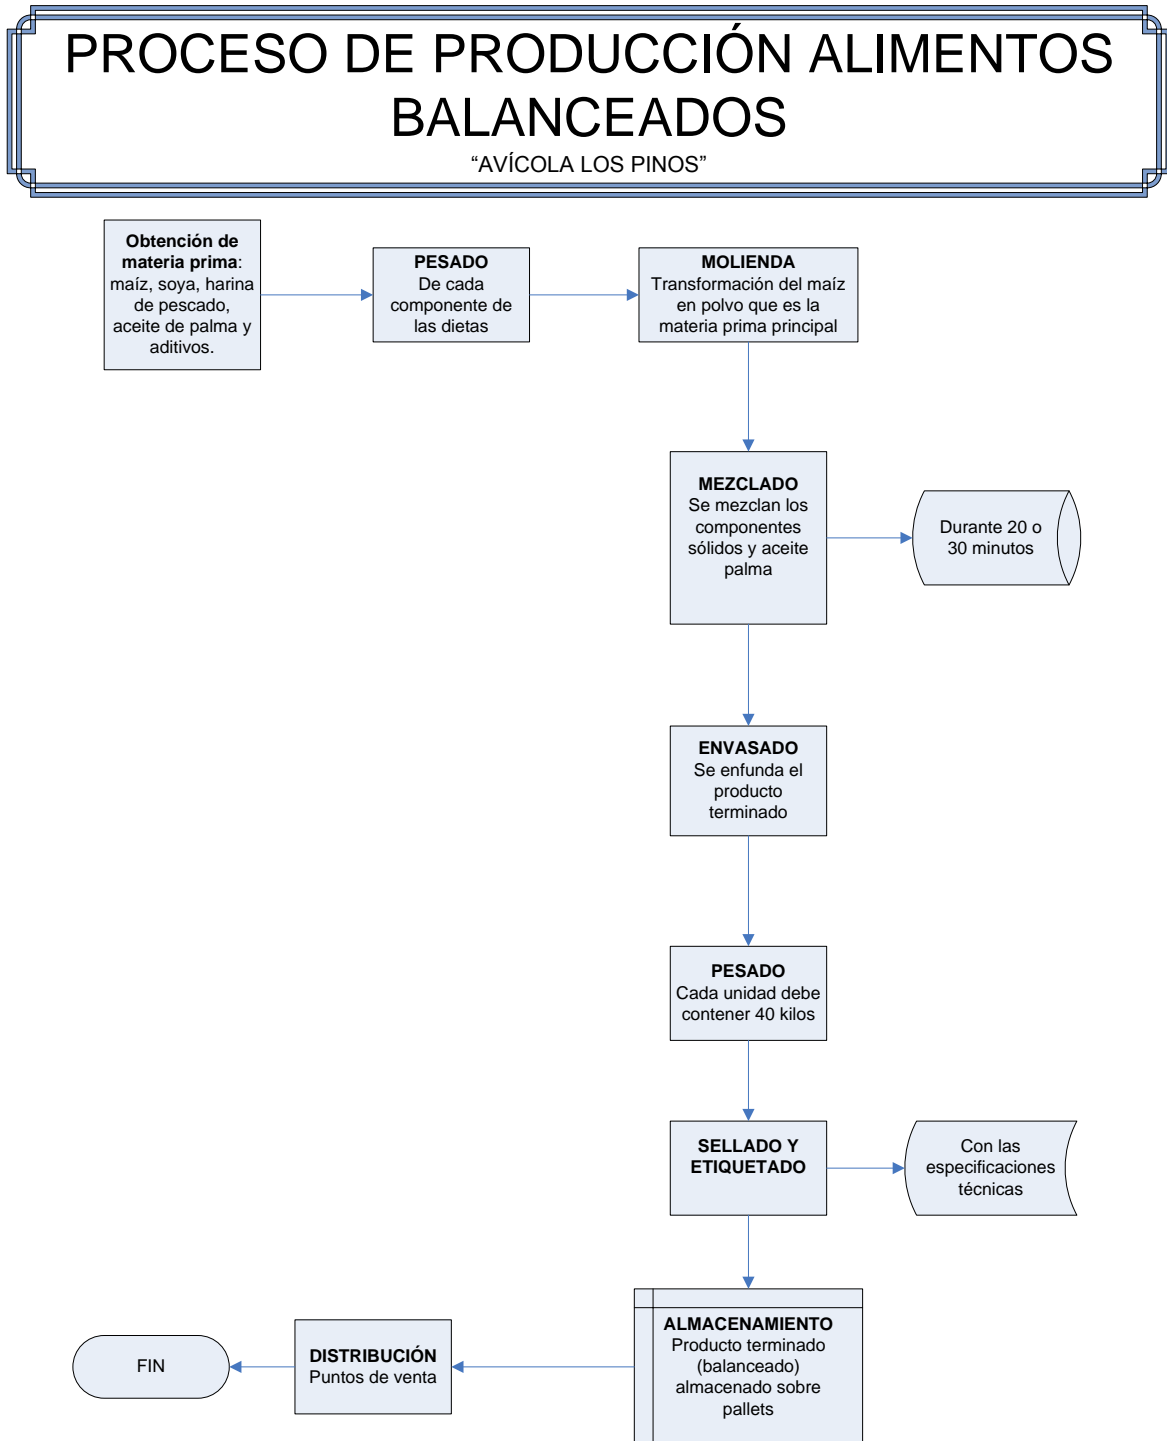 PROCESO DE PRODUCCIÓN ALIMENTOS
BALANCEADOS
“AVÍCOLA LOS PINOS”
Obtención de
materia prima:
maíz, soya, harina
de pescado,
aceite de palma y
aditivos.
PESADO
De cada
componente de
las dietas
MOLIENDA
Transformación del maíz
en polvo que es la
materia prima principal
MEZCLADO
Se mezclan los
componentes
sólidos y aceite
palma
Durante 20 o
30 minutos
ENVASADO
Se enfunda el
producto
terminado
PESADO
Cada unidad debe
contener 40 kilos
SELLADO Y
ETIQUETADO
Con las
especificaciones
técnicas
ALMACENAMIENTO
Producto terminado
(balanceado)
almacenado sobre
pallets
DISTRIBUCIÓN
Puntos de venta
FIN